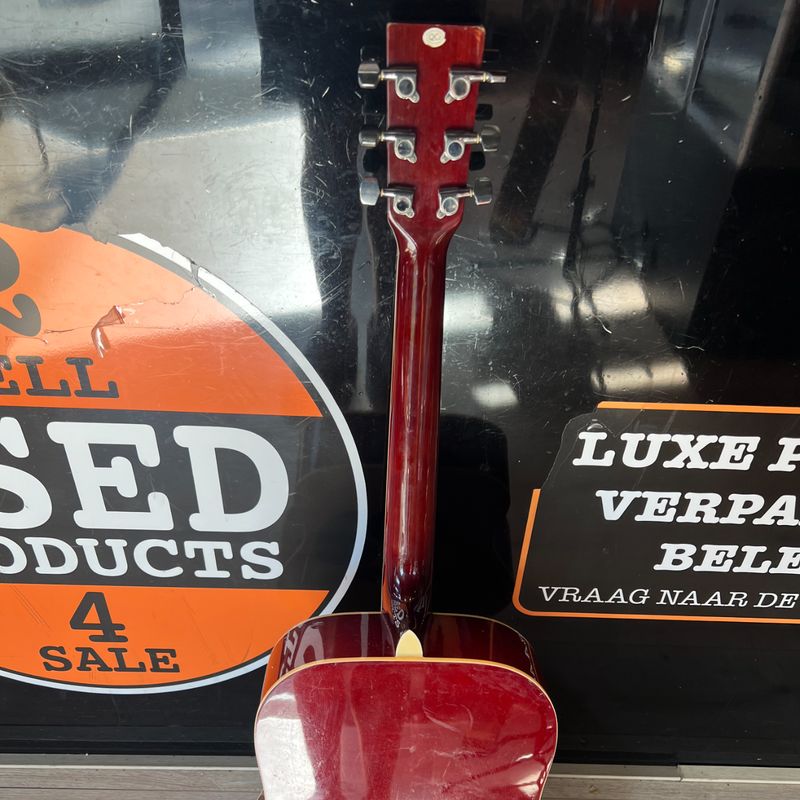 ELL
SED
ODUCTS
4
SALE
LUXE P
VERPA
BELE
VRAAG NAAR DE